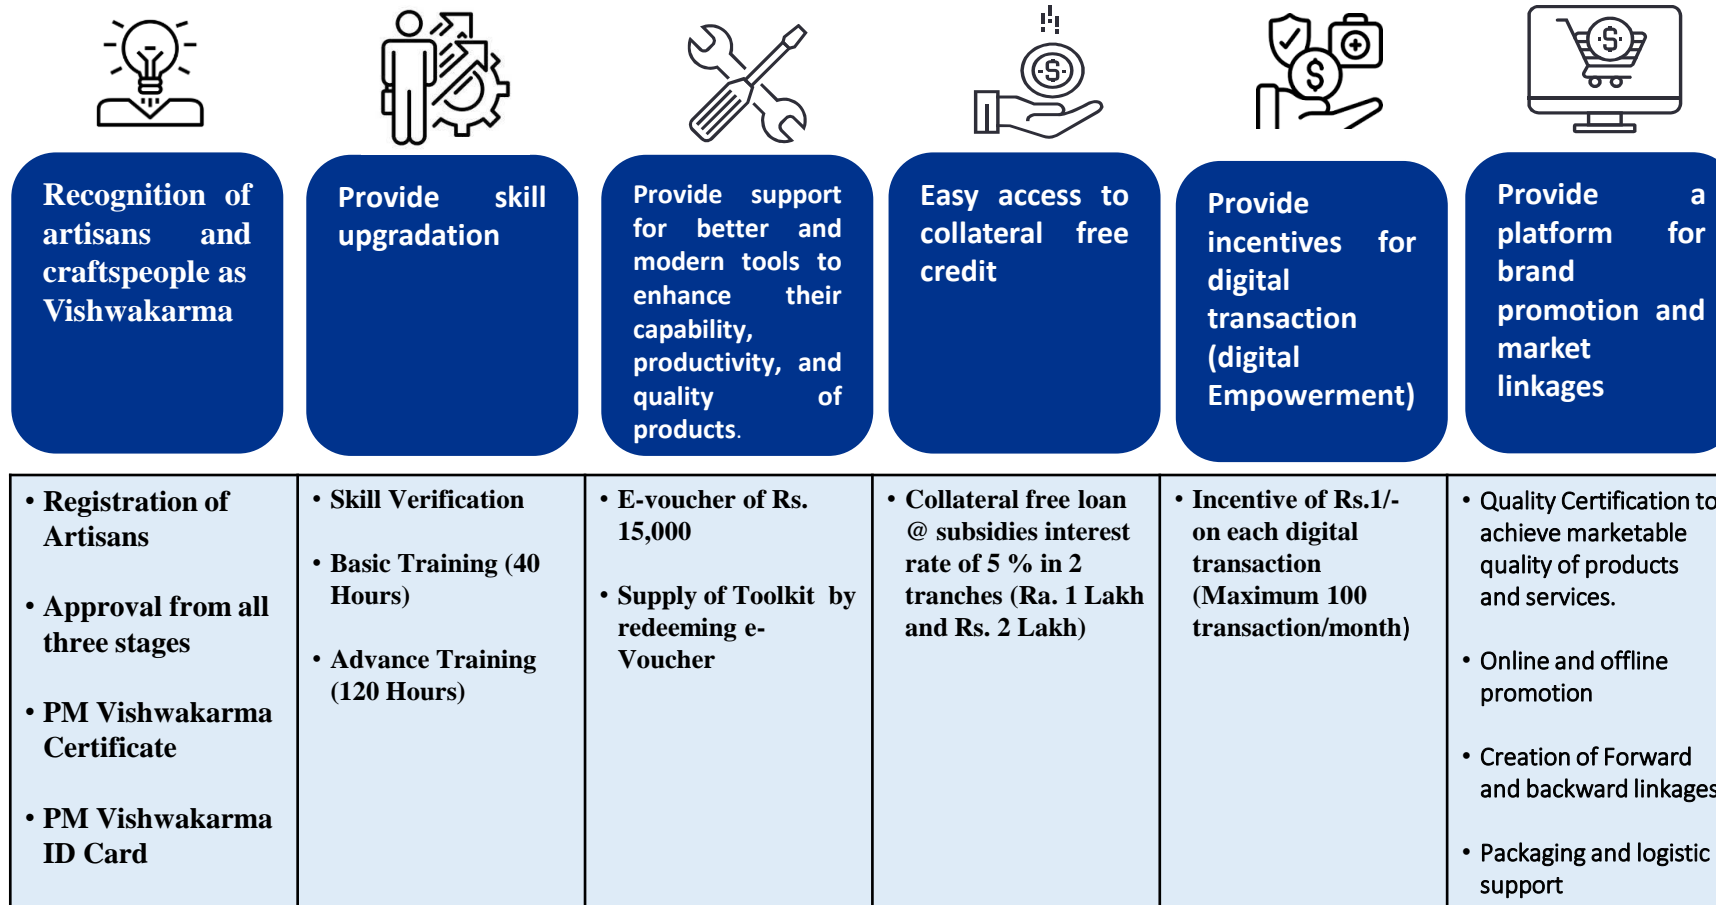 Recognition of
artisans and
craftspeople as
Vishwakarma
Provide skill
upgradation
Provide support
for better and
modern tools to
enhance their
capability,
productivity, and
quality of
products.
Easy access to
collateral free
credit
Provide
incentives for
digital
transaction
(digital
Empowerment)
Provide a
platform for
brand
promotion and
market
linkages
• Registration of
Artisans
• Approval from all
three stages
• PM Vishwakarma
Certificate
• PM Vishwakarma
ID Card
• Skill Verification
• Basic Training (40
Hours)
• Advance Training
(120 Hours)
• E-voucher of Rs.
15,000
• Supply of Toolkit by
redeeming e-
Voucher
• Collateral free loan
@ subsidies interest
rate of 5 % in 2
tranches (Ra. 1 Lakh
and Rs. 2 Lakh)
• Incentive of Rs.1/-
on each digital
transaction
(Maximum 100
transaction/month)
• Quality Certification to
achieve marketable
quality of products
and services.
• Online and offline
promotion
• Creation of Forward
and backward linkages
• Packaging and logistic
support